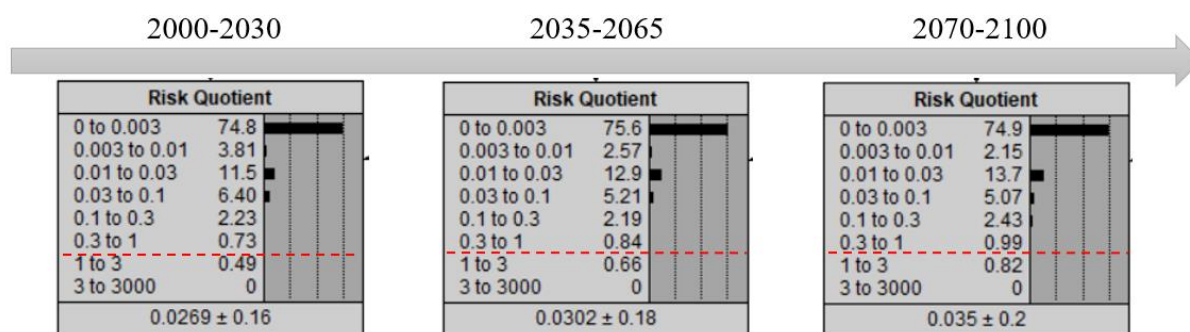 2000-2030
2035-2065
2070-2100
Risk Quotient
0 to 0.003 74.8
0.003 to 0.01 3.81
0.01 to 0.03 11.5
0.03 to 0.1 6.40
0.1 to 0.3 2.23
0.3 to 1 0.73
1 to 3 0.49
3 to 3000 0
0.0269 ± 0.16
Risk Quotient
0 to 0.003 75.6
0.003 to 0.01 2.57
0.01 to 0.03 12.9
0.03 to 0.1 5.21
0.1 to 0.3 2.19
0.3 to 1 0.84
1 to 3 0.66
3 to 3000 0
0.0302 ± 0.18
Risk Quotient
0 to 0.003 74.9
0.003 to 0.01 2.15
0.01 to 0.03 13.7
0.03 to 0.1 5.07
0.1 to 0.3 2.43
0.3 to 1 0.99
1 to 3 0.82
3 to 3000 0
0.035 ± 0.2